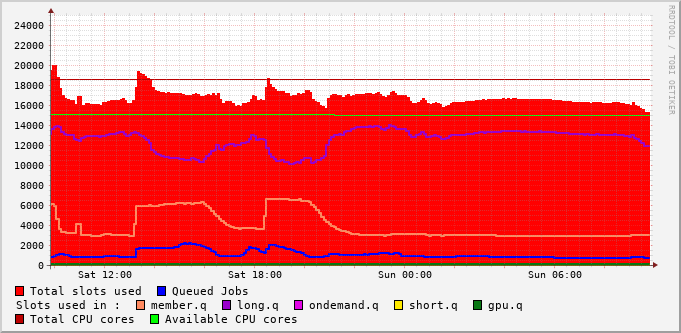 24000
22000
20000
18000
16000
14000
12000
10000
8000
6000
4000
2000
0
Sat 12:00 Sat 18:00 Sun 00:00 Sun 06:00
RRDTOOL / TOBI OETIKER
Total slots used Queued Jobs
Slots used in : member.q long.q ondemand.q short.q gpu.q
Total CPU cores Available CPU cores